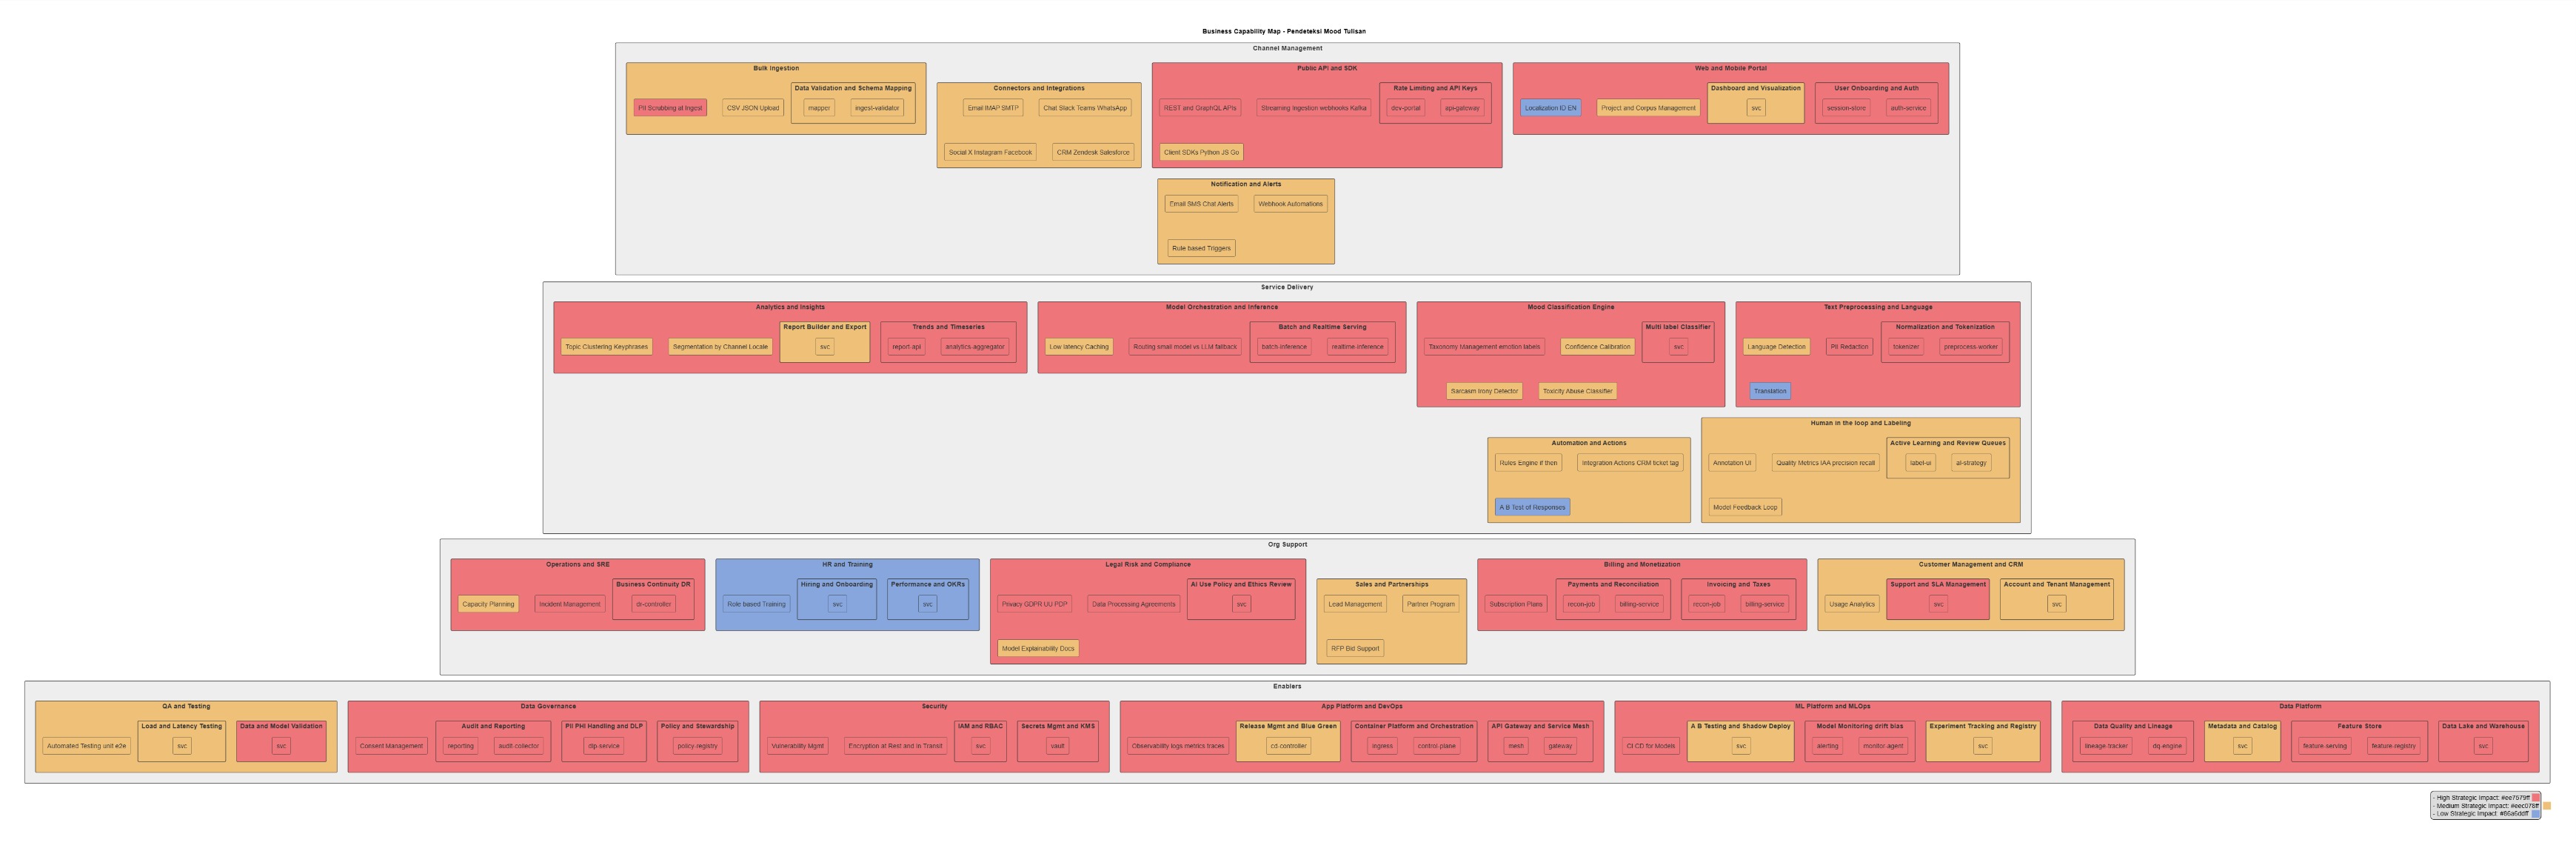 Business Capability Map - Pendeteksi Mood Tulisan
Channel Management
Bulk Ingestion
PII Scrubbing at Ingest
CSV JSON Upload
Data Validation and Schema Mapping
mapper
ingest-validator
Connectors and Integrations
Email IMAP SMTP
Chat Slack Teams WhatsApp
Social X Instagram Facebook
CRM Zendesk Salesforce
Public API and SDK
REST and GraphQL APIs
Streaming Ingestion webhooks Kafka
Rate Limiting and API Keys
dev-portal
api-gateway
Client SDKs Python JS Go
Web and Mobile Portal
Localization ID EN
Project and Corpus Management
Dashboard and Visualization
svc
User Onboarding and Auth
session-store
auth-service
Notification and Alerts
Email SMS Chat Alerts
Webhook Automations
Rule based Triggers
Service Delivery
Analytics and Insights
Topic Clustering Keyphrases
Segmentation by Channel Locale
Report Builder and Export
svc
Trends and Timeseries
report-api
analytics-aggregator
Model Orchestration and Inference
Low latency Caching
Routing small model vs LLM fallback
Batch and Realtime Serving
batch-inference
realtime-inference
Mood Classification Engine
Taxonomy Management emotion labels
Confidence Calibration
Multi label Classifier
svc
Sarcasm Irony Detector
Toxicity Abuse Classifier
Text Preprocessing and Language
Language Detection
PII Redaction
Normalization and Tokenization
tokenizer
preprocess-worker
Translation
Automation and Actions
Rules Engine if then
Integration Actions CRM ticket tag
A B Test of Responses
Human in the loop and Labeling
Annotation UI
Quality Metrics IAA precision recall
Active Learning and Review Queues
label-ui
al-strategy
Model Feedback Loop
Org Support
Operations and SRE
Capacity Planning
Incident Management
Business Continuity DR
dr-controller
HR and Training
Role based Training
Hiring and Onboarding
svc
Performance and OKRs
svc
Legal Risk and Compliance
Privacy GDPR UU PDP
Data Processing Agreements
AI Use Policy and Ethics Review
svc
Model Explainability Docs
Sales and Partnerships
Lead Management
Partner Program
RFP Bid Support
Billing and Monetization
Subscription Plans
Payments and Reconciliation
recon-job
billing-service
Invoicing and Taxes
recon-job
billing-service
Customer Management and CRM
Usage Analytics
Support and SLA Management
svc
Account and Tenant Management
svc
Enablers
QA and Testing
Automated Testing unit e2e
Load and Latency Testing
svc
Data and Model Validation
svc
Data Governance
Consent Management
Audit and Reporting
reporting
audit-collector
PII PHI Handling and DLP
dlp-service
Policy and Stewardship
policy-registry
Security
Vulnerability Mgmt
Encryption at Rest and in Transit
IAM and RBAC
svc
Secrets Mgmt and KMS
vault
App Platform and DevOps
Observability logs metrics traces
Release Mgmt and Blue Green
cd-controller
Container Platform and Orchestration
ingress
control-plane
API Gateway and Service Mesh
mesh
gateway
ML Platform and MLOps
CI CD for Models
A B Testing and Shadow Deploy
svc
Model Monitoring drift bias
alerting
monitor-agent
Experiment Tracking and Registry
svc
Data Platform
Data Quality and Lineage
lineage-tracker
dq-engine
Metadata and Catalog
svc
Feature Store
feature-serving
feature-registry
Data Lake and Warehouse
svc
- High Strategic Impact: #ee7579ff
- Medium Strategic Impact: #eec078ff
- Low Strategic Impact: #86a6ddff